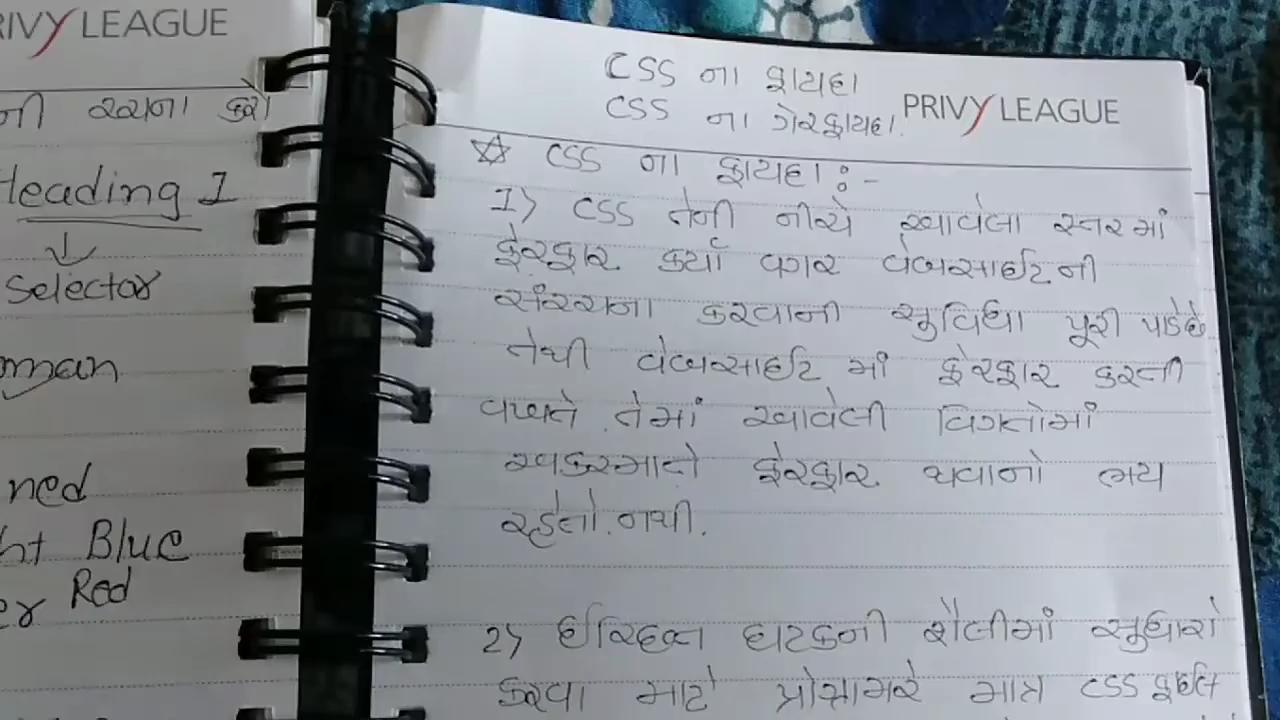 PRIVY LEAGUE
ની રચના કરો
Heading 1
↓
Selector
ned
Blue
Red
CSS ના ફાયદા
CSS ના ગેરફાયદા.
PRIVY LEAGUE
☆ CSS ના ફાયદા :-
1) CSS તેની નીચે આવેલા સ્તરમાં
ફેરફાર કર્યા વગર વેબસાઈટની
સંરચના કરવાની સુવિધા પૂરી પાડેછે
તેથી વેબસાઈટ માં ફેરફાર કરતી
વખતે તેમાં આવેલી વિગતોમાં
અકસ્માતે ફેરફાર થવાનો ભય
રહેતો નથી.
2) ઈચ્છિત ઘટકની શૈલીમાં સુધારો
કરવા માટે પ્રોગ્રામરે માત્ર CSS ફાઈલ